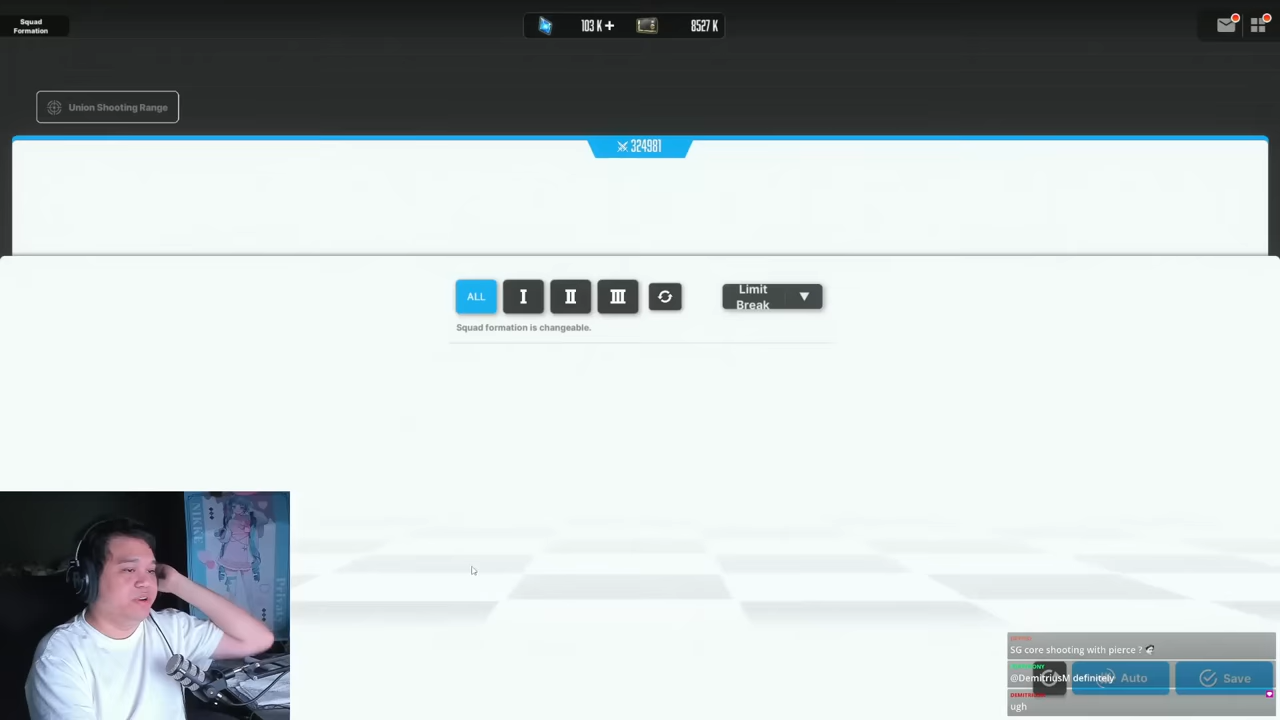 Squad
Formation
103 K +
8527 K
Union Shooting Range
324981
ALL
I
II
III
Limit
Break
▼
Squad formation is changeable.
NIKKE
SG core shooting with pierce ?
@DemitriusM definitely
Auto
Save
ugh